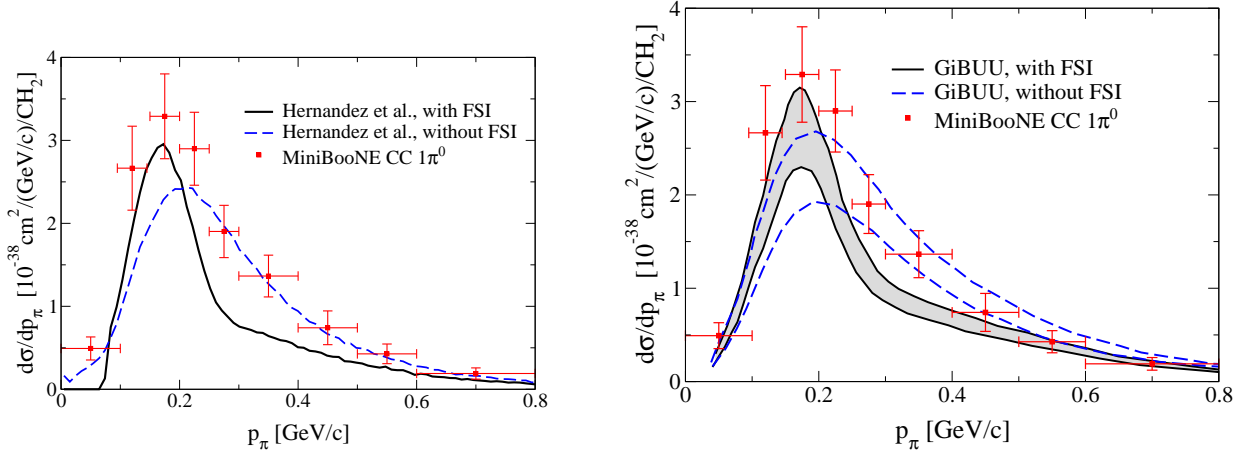 dσ/dp_π [10^-38 cm^2/(GeV/c)/CH_2]
4
3
2
1
0
Hernandez et al., with FSI
Hernandez et al., without FSI
MiniBooNE CC 1π^0
0 0.2 0.4 0.6 0.8
p_π [GeV/c]
dσ/dp_π [10^-38 cm^2/(GeV/c)/CH_2]
4
3
2
1
0
GiBUU, with FSI
GiBUU, without FSI
MiniBooNE CC 1π^0
0 0.2 0.4 0.6 0.8
p_π [GeV/c]